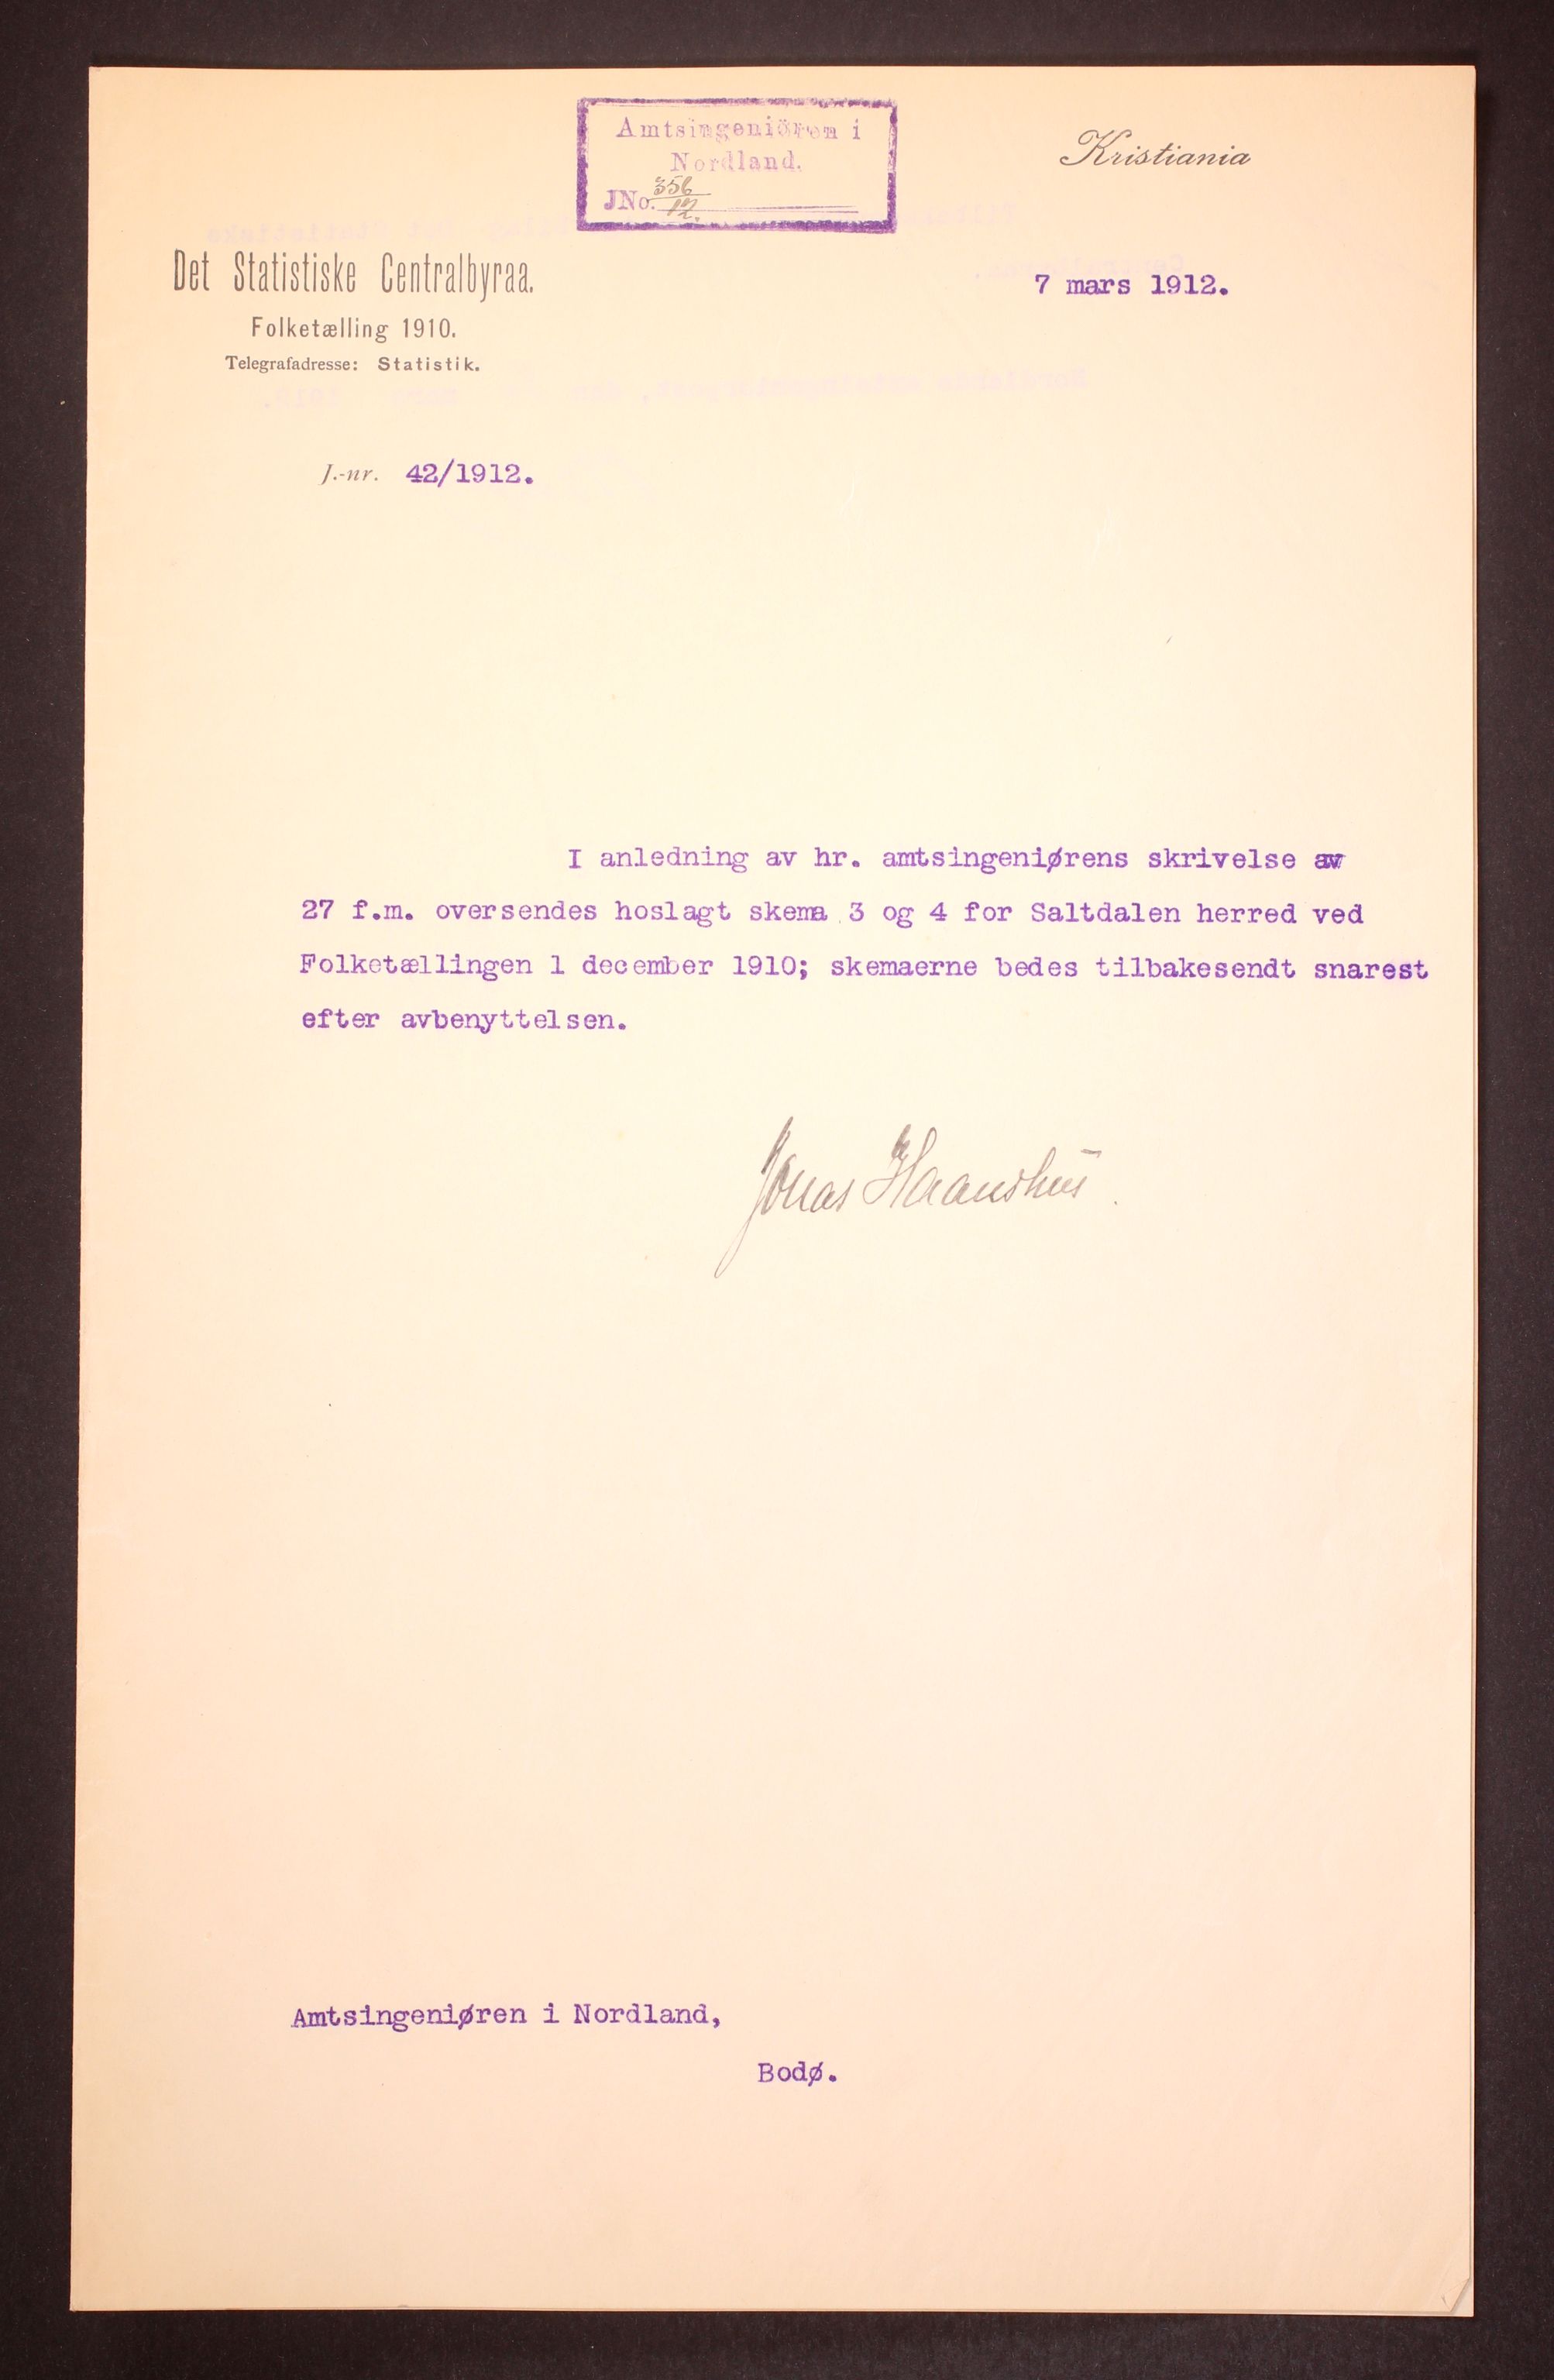 Amtsingeniören i
Nordland.
JNo. 356/12.
Kristiania
Det Statistiske Centralbyraa.
Folketælling 1910.
Telegrafadresse: Statistik.
7 mars 1912.
J.-nr. 42/1912.
I anledning av hr. amtsingeniørens skrivelse av
27 f.m. oversendes hoslagt skema 3 og 4 for Saltdalen herred ved
Folketællingen 1 december 1910; skemaerne bedes tilbakesendt snarest
efter avbenyttelsen.
Jonas Haanshus.
Amtsingeniøren i Nordland,
Bodø.